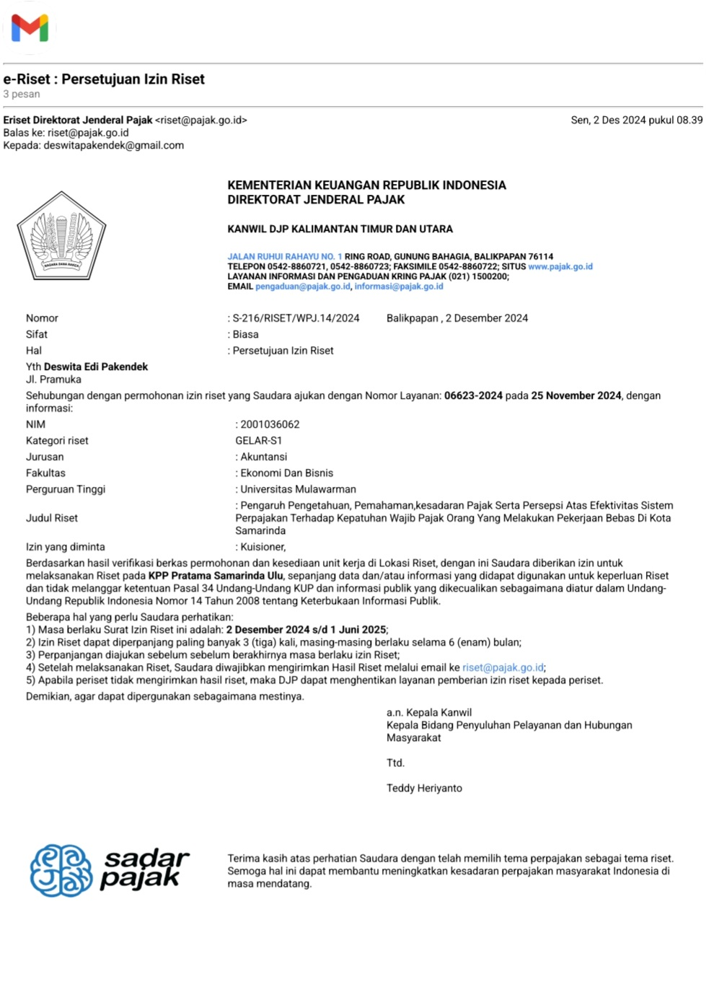 e-Riset : Persetujuan Izin Riset
3 pesan
Eriset Direktorat Jenderal Pajak <riset@pajak.go.id> Sen, 2 Des 2024 pukul 08.39
Balas ke: riset@pajak.go.id
Kepada: deswitapakendek@gmail.com
KEMENTERIAN KEUANGAN REPUBLIK INDONESIA
DIREKTORAT JENDERAL PAJAK
KANWIL DJP KALIMANTAN TIMUR DAN UTARA
JALAN RUHUI RAHAYU NO. 1 RING ROAD, GUNUNG BAHAGIA, BALIKPAPAN 76114
TELEPON 0542-8860721, 0542-8860723; FAKSIMILE 0542-8860722; SITUS www.pajak.go.id
LAYANAN INFORMASI DAN PENGADUAN KRING PAJAK (021) 1500200;
EMAIL pengaduan@pajak.go.id, informasi@pajak.go.id
NAGARA DANA RAKÇA
Nomor : S-216/RISET/WPJ.14/2024 Balikpapan , 2 Desember 2024
Sifat : Biasa
Hal : Persetujuan Izin Riset
Yth Deswita Edi Pakendek
Jl. Pramuka
Sehubungan dengan permohonan izin riset yang Saudara ajukan dengan Nomor Layanan: 06623-2024 pada 25 November 2024, dengan
informasi:
NIM : 2001036062
Kategori riset GELAR-S1
Jurusan : Akuntansi
Fakultas : Ekonomi Dan Bisnis
Perguruan Tinggi : Universitas Mulawarman
: Pengaruh Pengetahuan, Pemahaman,kesadaran Pajak Serta Persepsi Atas Efektivitas Sistem
Judul Riset Perpajakan Terhadap Kepatuhan Wajib Pajak Orang Yang Melakukan Pekerjaan Bebas Di Kota
Samarinda
Izin yang diminta : Kuisioner,
Berdasarkan hasil verifikasi berkas permohonan dan kesediaan unit kerja di Lokasi Riset, dengan ini Saudara diberikan izin untuk
melaksanakan Riset pada KPP Pratama Samarinda Ulu, sepanjang data dan/atau informasi yang didapat digunakan untuk keperluan Riset
dan tidak melanggar ketentuan Pasal 34 Undang-Undang KUP dan informasi publik yang dikecualikan sebagaimana diatur dalam Undang-
Undang Republik Indonesia Nomor 14 Tahun 2008 tentang Keterbukaan Informasi Publik.
Beberapa hal yang perlu Saudara perhatikan:
1) Masa berlaku Surat Izin Riset ini adalah: 2 Desember 2024 s/d 1 Juni 2025;
2) Izin Riset dapat diperpanjang paling banyak 3 (tiga) kali, masing-masing berlaku selama 6 (enam) bulan;
3) Perpanjangan diajukan sebelum sebelum berakhirnya masa berlaku izin Riset;
4) Setelah melaksanakan Riset, Saudara diwajibkan mengirimkan Hasil Riset melalui email ke riset@pajak.go.id;
5) Apabila periset tidak mengirimkan hasil riset, maka DJP dapat menghentikan layanan pemberian izin riset kepada periset.
Demikian, agar dapat dipergunakan sebagaimana mestinya.
a.n. Kepala Kanwil
Kepala Bidang Penyuluhan Pelayanan dan Hubungan
Masyarakat
Ttd.
Teddy Heriyanto
sadar
pajak
Terima kasih atas perhatian Saudara dengan telah memilih tema perpajakan sebagai tema riset.
Semoga hal ini dapat membantu meningkatkan kesadaran perpajakan masyarakat Indonesia di
masa mendatang.